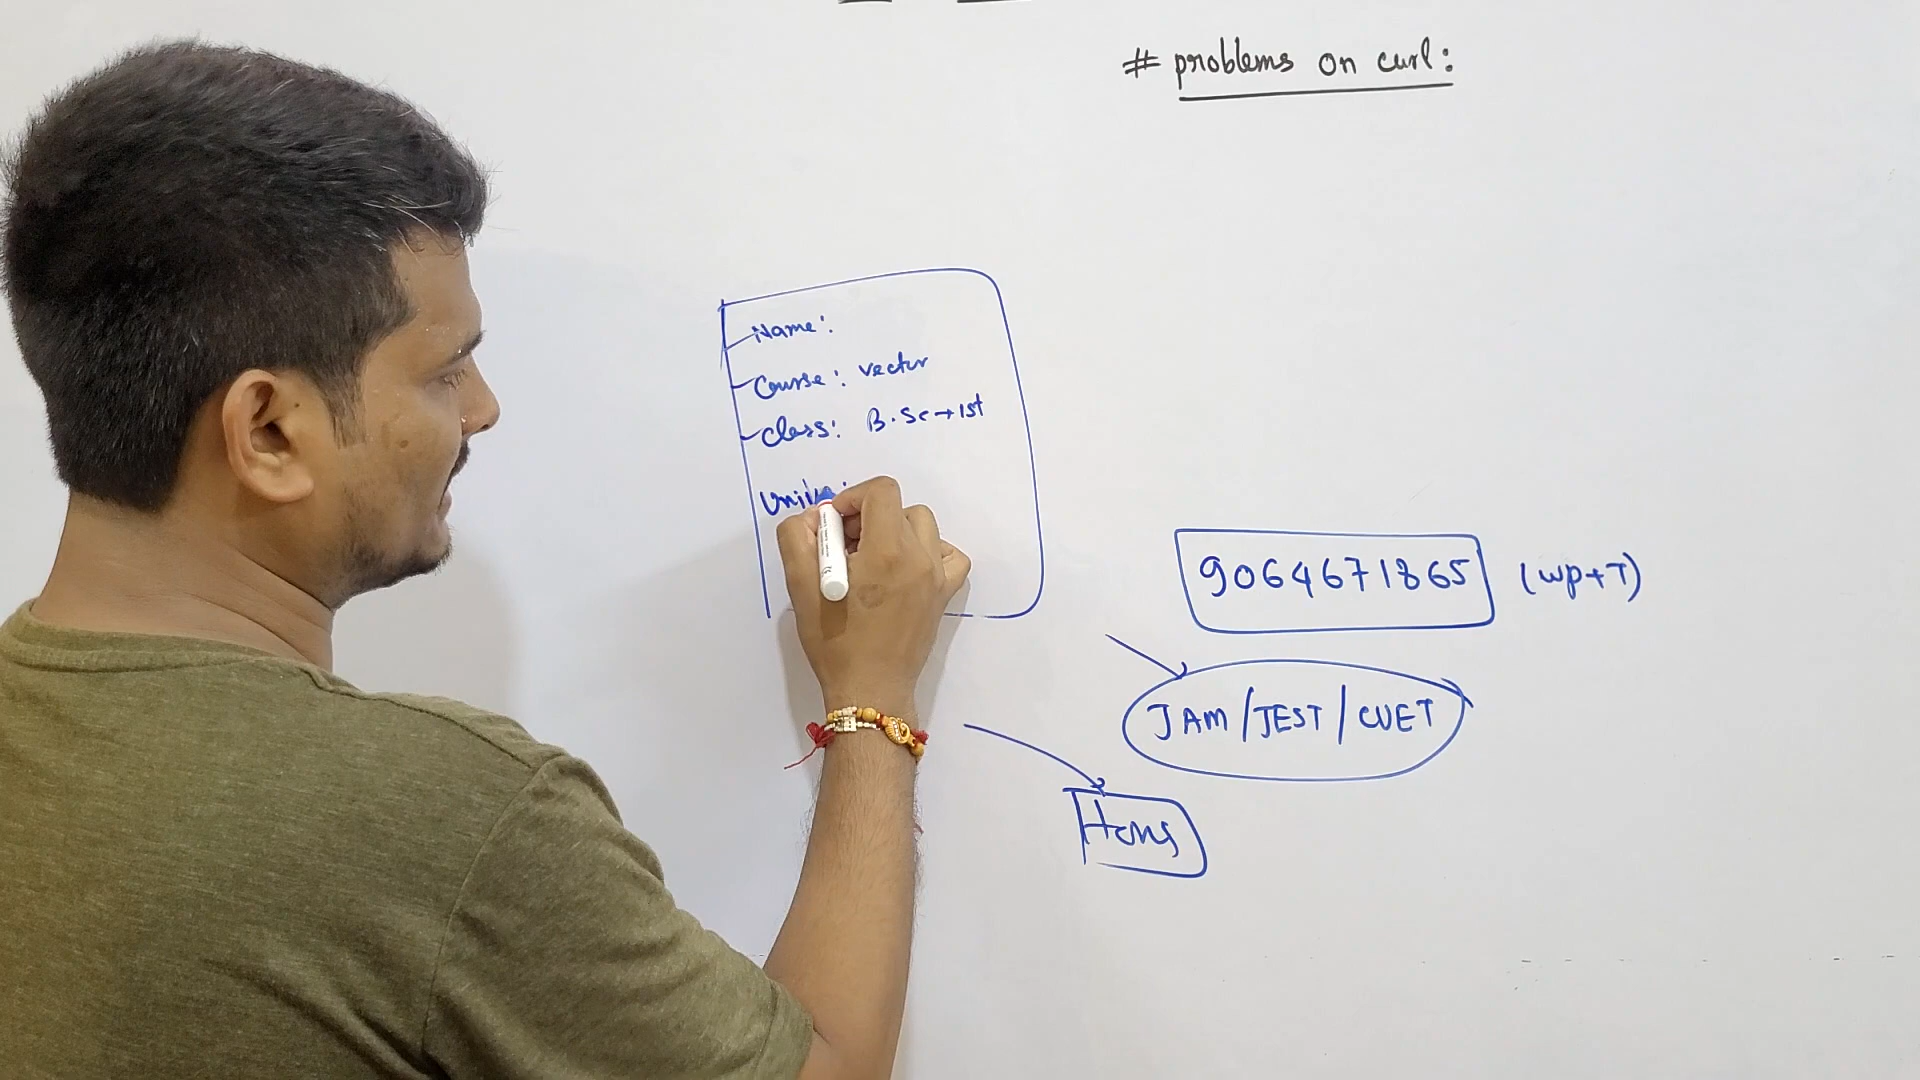 # problems on curl:
Name:
Course: vector
Class: B.Sc → 1st
9064671865 (wp+T)
JAM/JEST/CUET
Hons